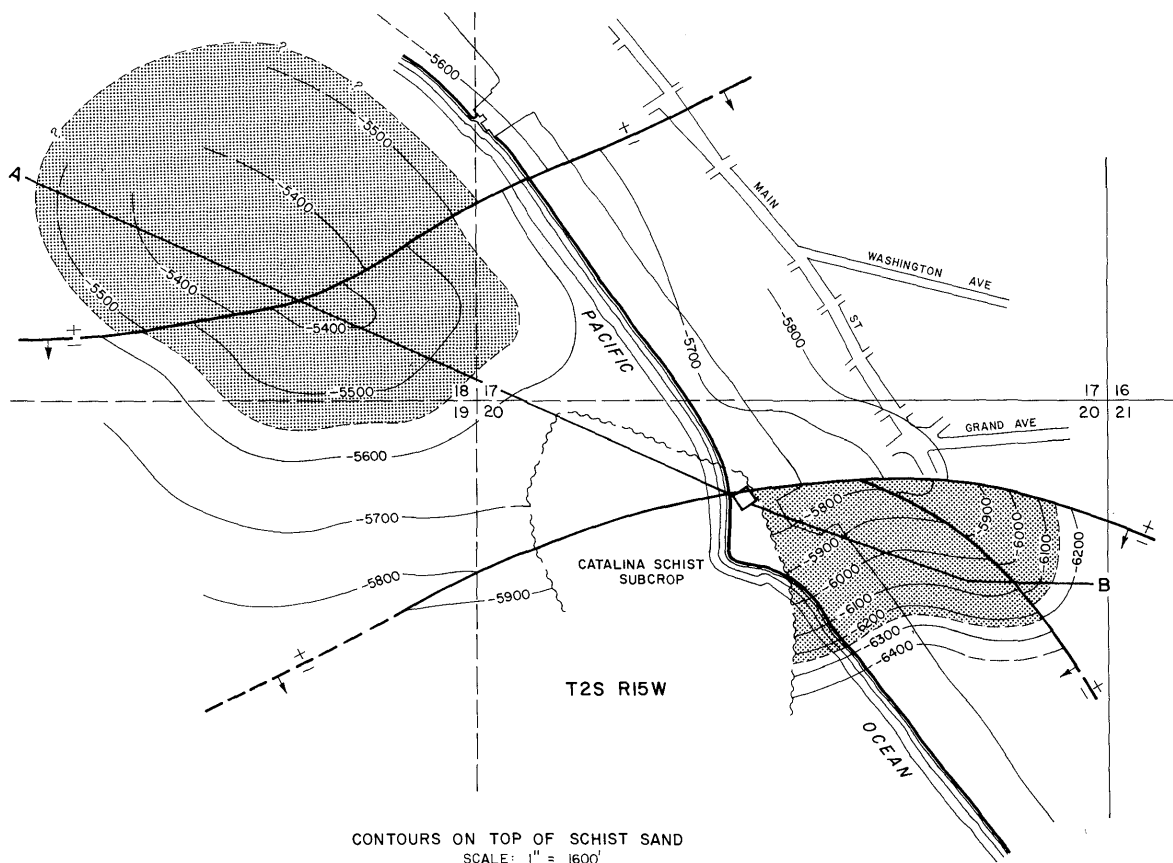 -5600
?
?
?
-5500
A
MAIN
ST
WASHINGTON AVE
-5400
-5400
-5500
-5400
-5500
PACIFIC
-5700
-5800
18 17
19 20
17 16
20 21
GRAND AVE
-5600
-5700
-5800
-5900
-5800
-5900
-6000
-6100
-6200
-6300
-6400
-5900
-6000
-6100
-6200
CATALINA SCHIST
SUBCROP
B
T2S R15W
OCEAN
CONTOURS ON TOP OF SCHIST SAND
SCALE: 1" = 1600'